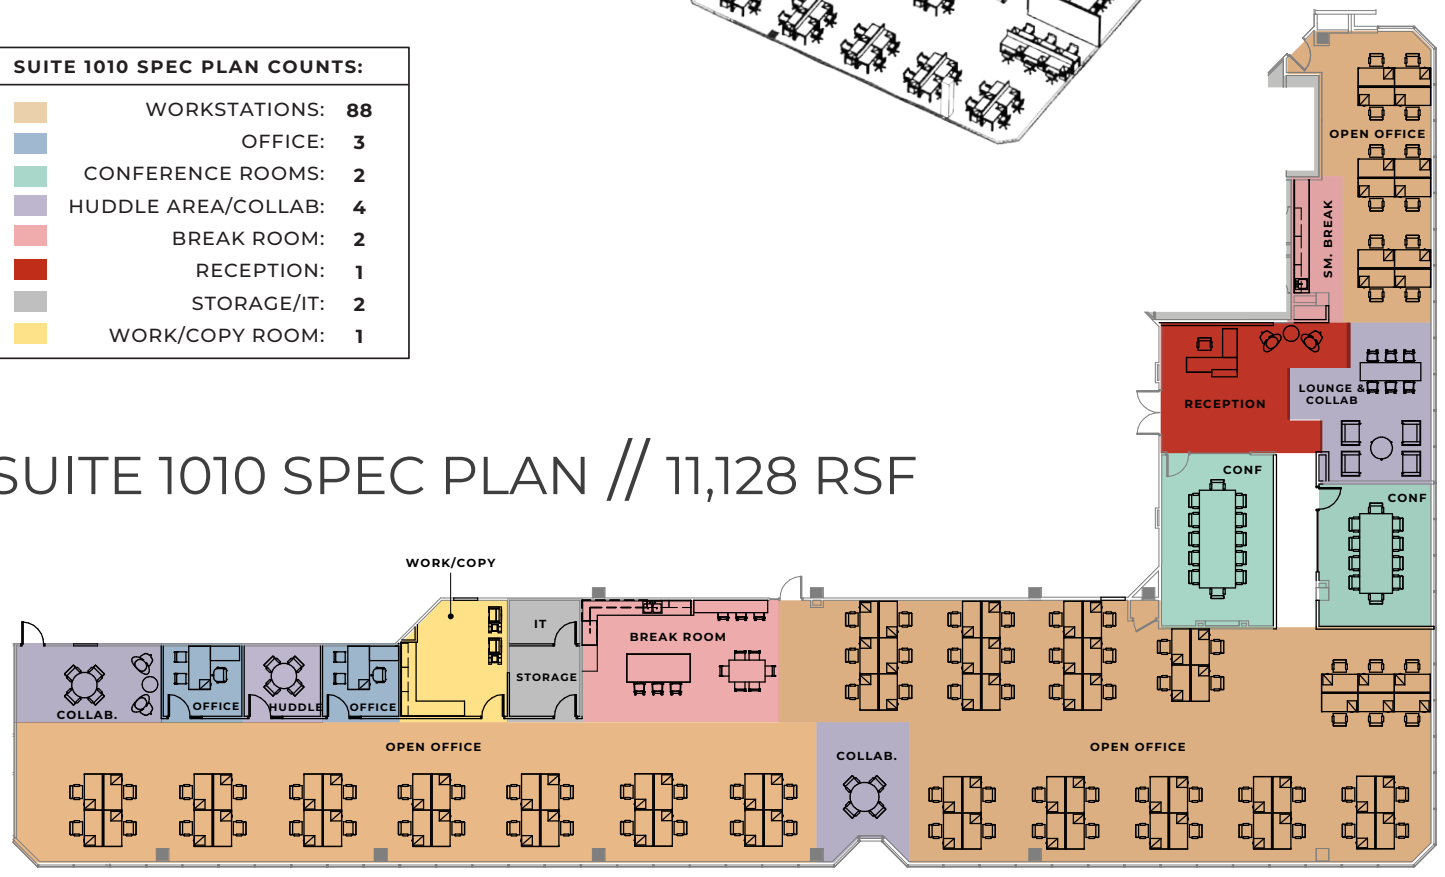 SUITE 1010 SPEC PLAN COUNTS:
WORKSTATIONS: 88
OFFICE: 3
CONFERENCE ROOMS: 2
HUDDLE AREA/COLLAB: 4
BREAK ROOM: 2
RECEPTION: 1
STORAGE/IT: 2
WORK/COPY ROOM: 1
OPEN OFFICE
SM. BREAK
RECEPTION
LOUNGE &
COLLAB
CONF
CONF
SUITE 1010 SPEC PLAN // 11,128 RSF
WORK/COPY
IT
STORAGE
BREAK ROOM
COLLAB.
OFFICE
HUDDLE
OFFICE
OPEN OFFICE
COLLAB.
OPEN OFFICE